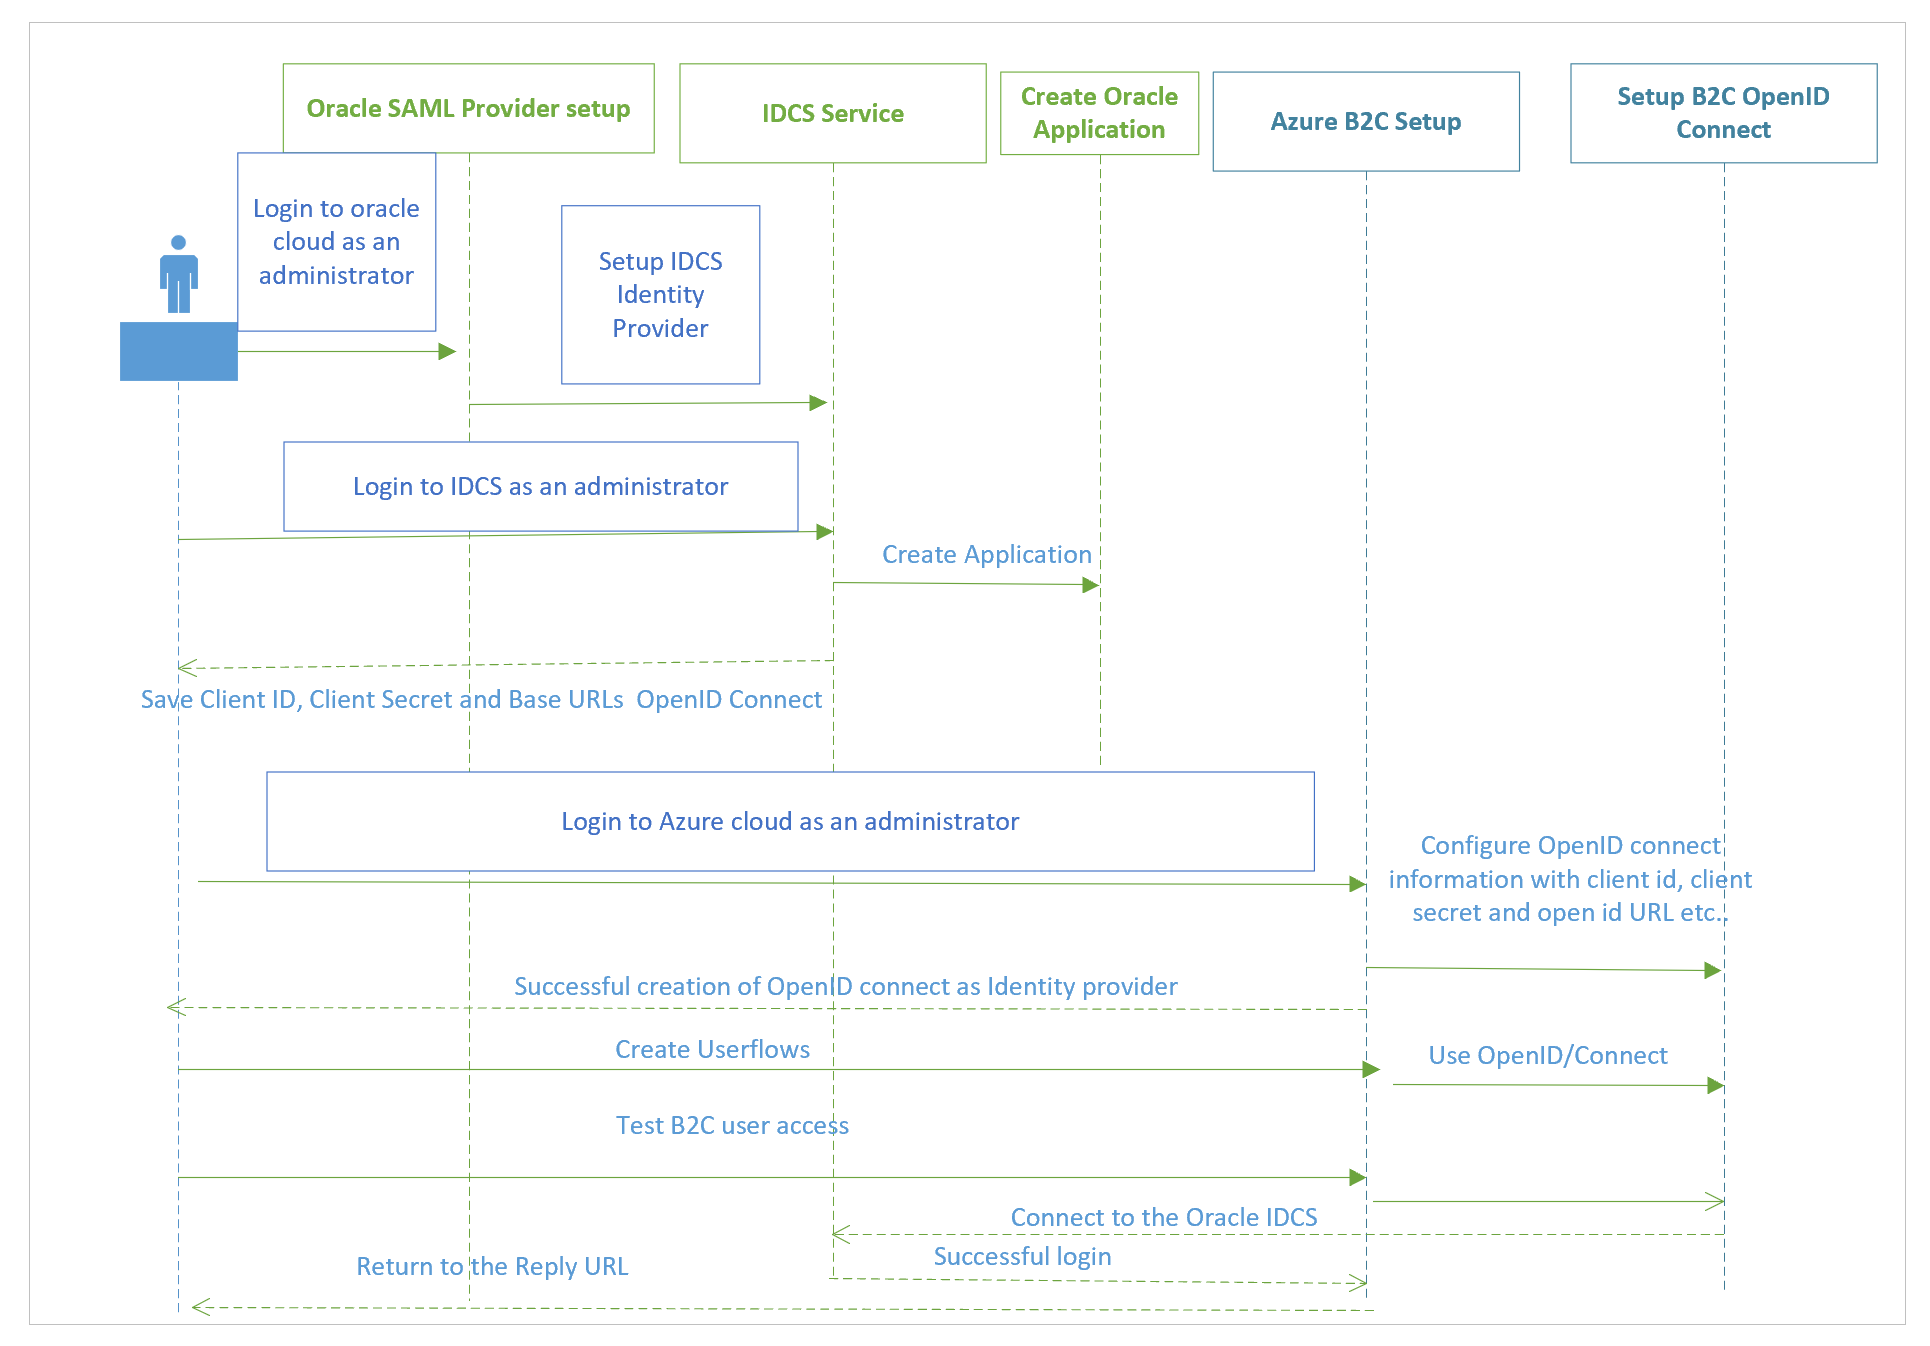 Oracle SAML Provider setup
IDCS Service
Create Oracle
Application
Azure B2C Setup
Setup B2C OpenID
Connect
Login to oracle
cloud as an
administrator
Setup IDCS
Identity
Provider
Login to IDCS as an administrator
Create Application
Save Client ID, Client Secret and Base URLs  OpenID Connect
Login to Azure cloud as an administrator
Configure OpenID connect
information with client id, client
secret and open id URL etc..
Successful creation of OpenID connect as Identity provider
Create Userflows
Use OpenID/Connect
Test B2C user access
Connect to the Oracle IDCS
Successful login
Return to the Reply URL